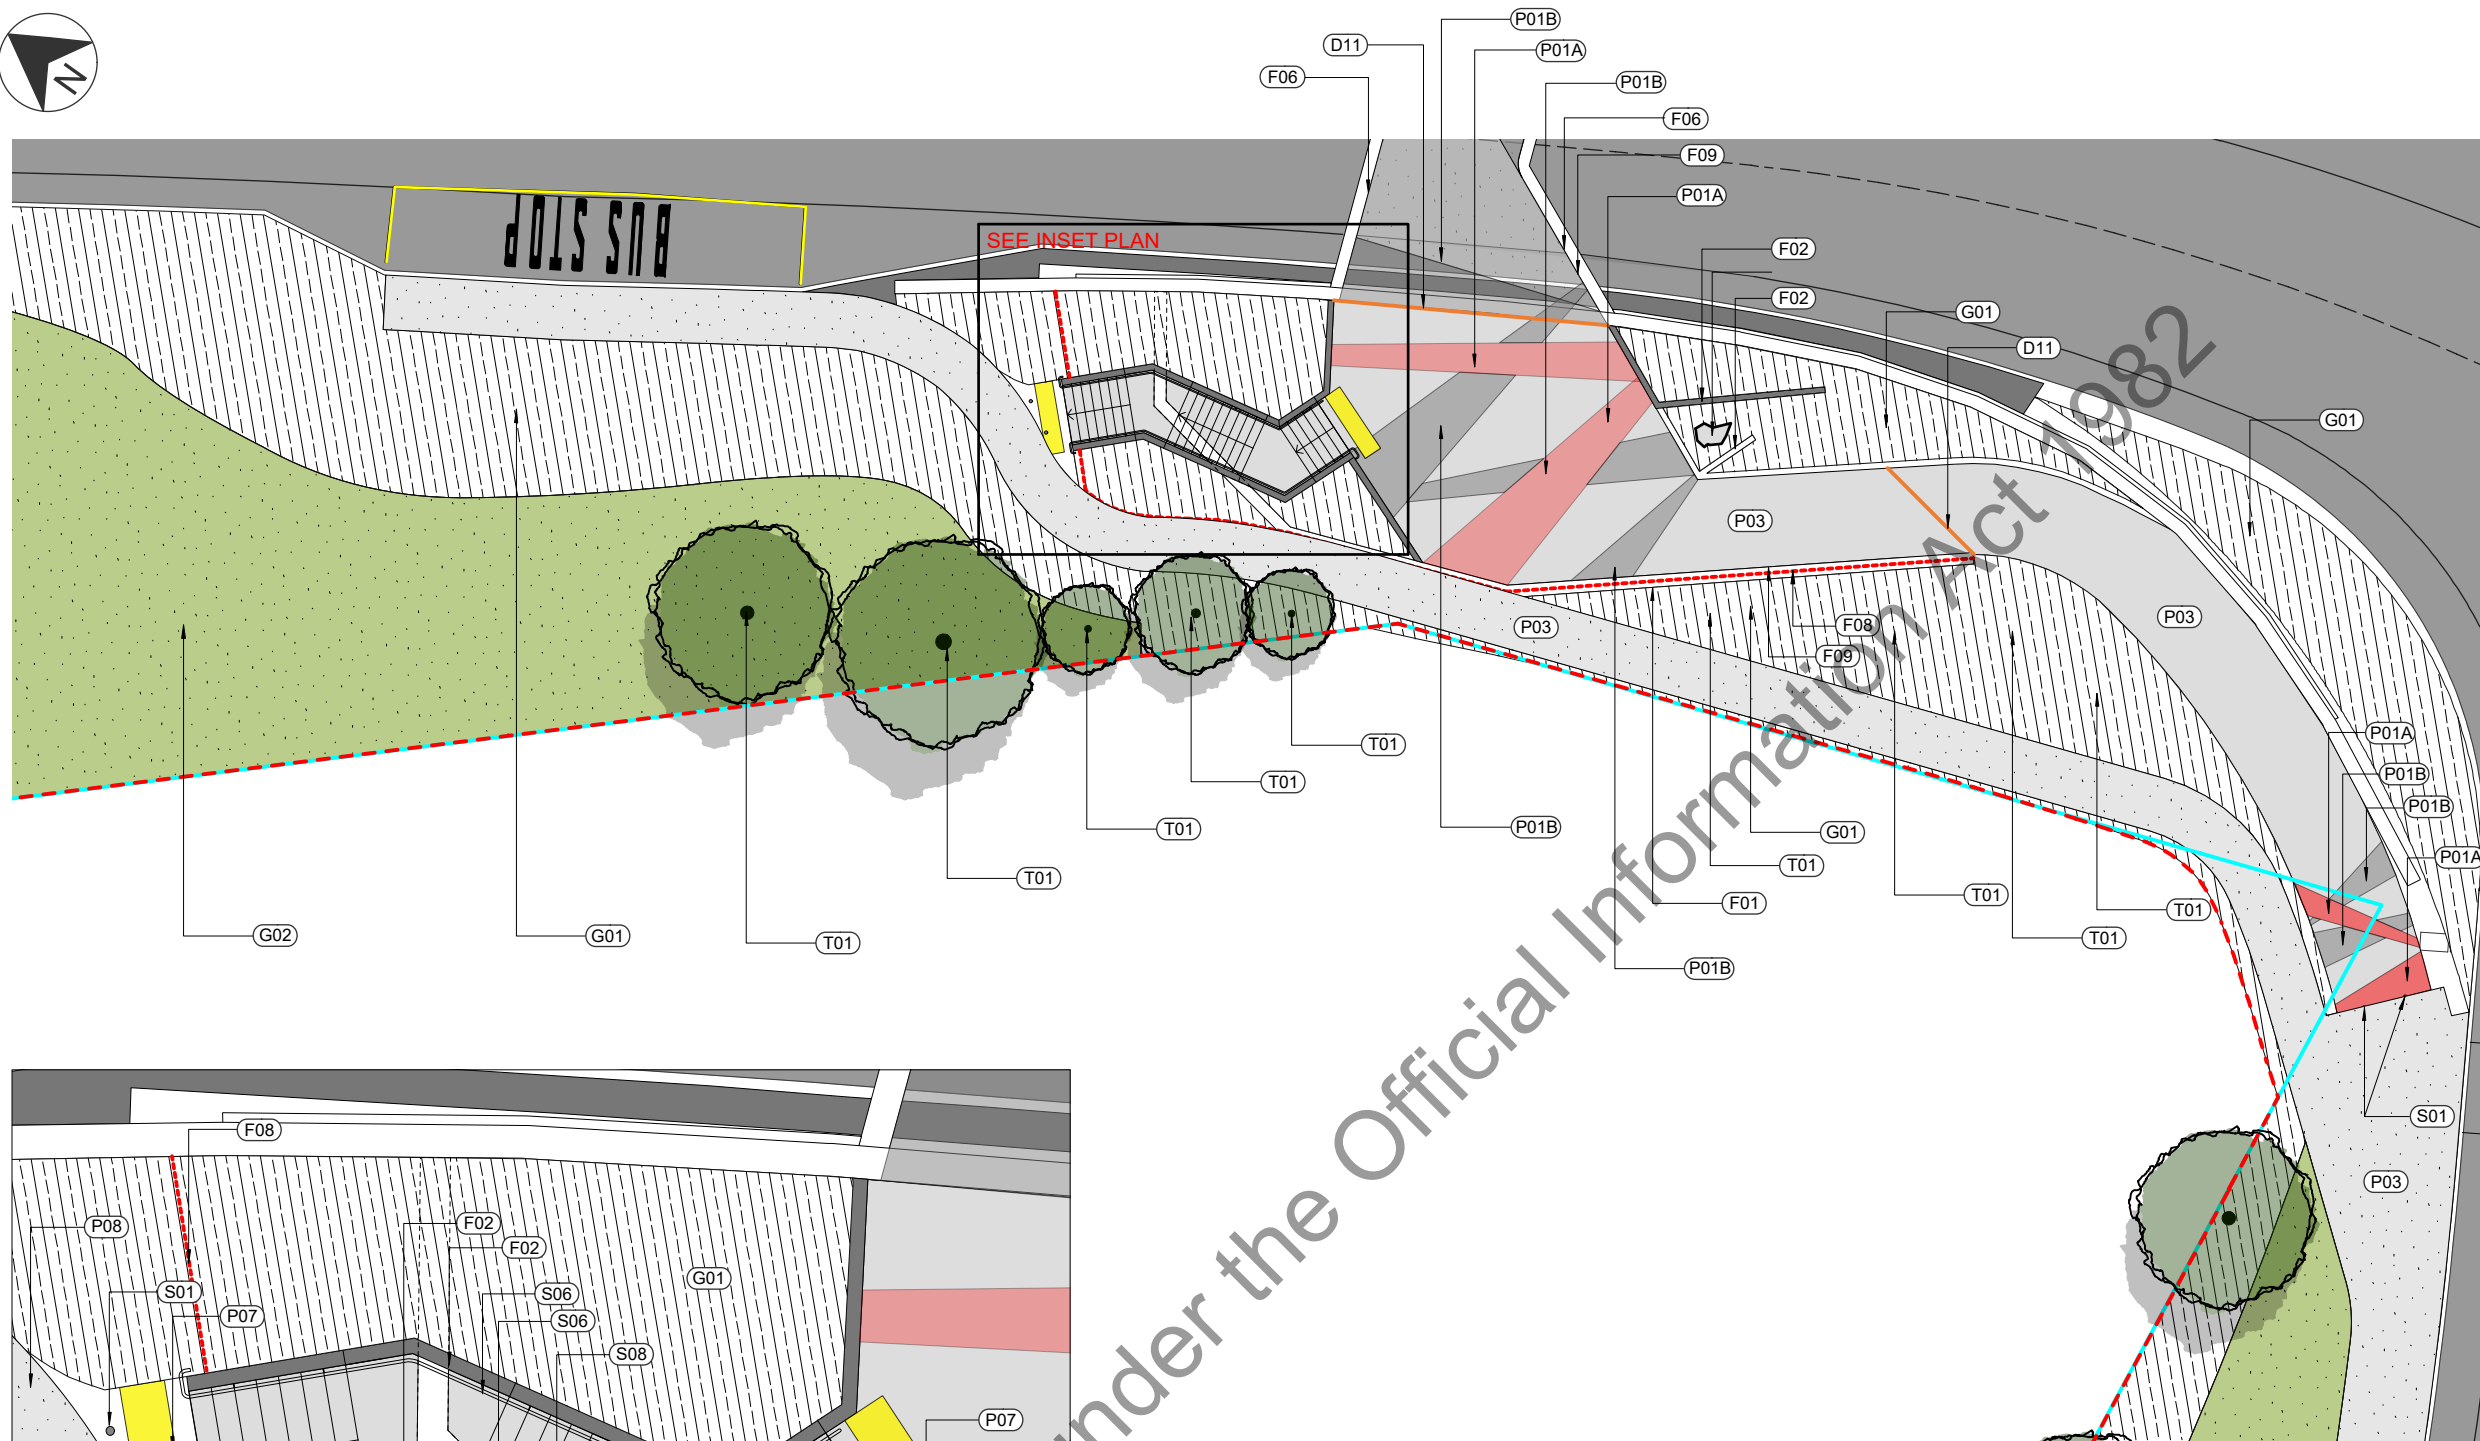 N
P01B
D11
P01A
F06
P01B
F06
F09
P01A
BUS STOP
SEE INSET PLAN
F02
F02
G01
D11
G01
P03
P03
F08
P03
F09
P01A
T01
P01B
T01
P01B
T01
P01B
G01
P01A
T01
T01
F01
T01
T01
G02
G01
T01
T01
P01B
S01
F08
P03
P08
F02
F02
G01
S01
S06
P07
S06
S08
P07
under the Official Information Act 1982